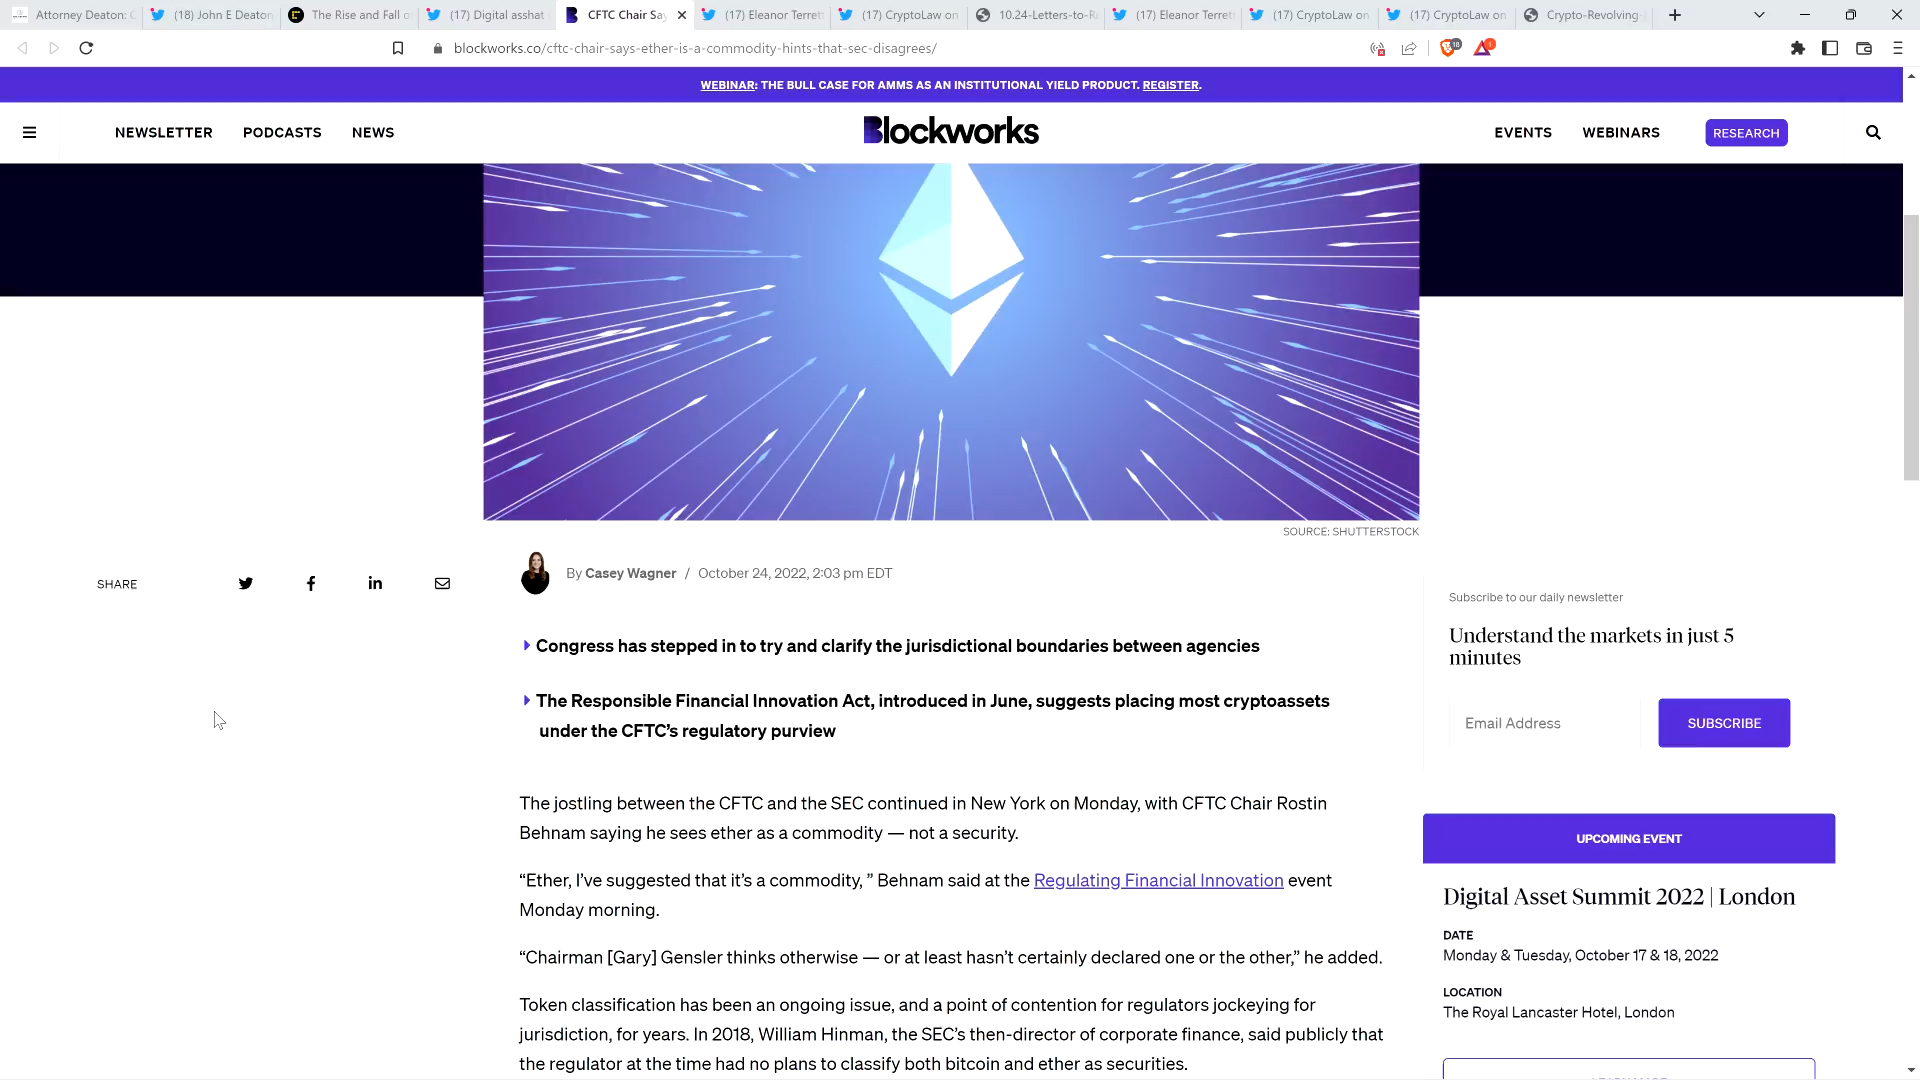 Attorney Deaton: C
(18) John E Deaton
The Rise and Fall o
(17) Digital asshat
CFTC Chair Say
(17) Eleanor Terrett
(17) CryptoLaw on
10.24-Letters-to-Re
(17) Eleanor Terrett
(17) CryptoLaw on
(17) CryptoLaw on
Crypto-Revolving-
blockworks.co/cftc-chair-says-ether-is-a-commodity-hints-that-sec-disagrees/
WEBINAR: THE BULL CASE FOR AMMS AS AN INSTITUTIONAL YIELD PRODUCT. REGISTER.
NEWSLETTER
PODCASTS
NEWS
Blockworks
EVENTS
WEBINARS
RESEARCH
SOURCE: SHUTTERSTOCK
SHARE
By Casey Wagner / October 24, 2022, 2:03 pm EDT
Congress has stepped in to try and clarify the jurisdictional boundaries between agencies
The Responsible Financial Innovation Act, introduced in June, suggests placing most cryptoassets
under the CFTC’s regulatory purview
The jostling between the CFTC and the SEC continued in New York on Monday, with CFTC Chair Rostin
Behnam saying he sees ether as a commodity — not a security.
“Ether, I’ve suggested that it’s a commodity, ” Behnam said at the Regulating Financial Innovation event
Monday morning.
“Chairman [Gary] Gensler thinks otherwise — or at least hasn’t certainly declared one or the other,” he added.
Token classification has been an ongoing issue, and a point of contention for regulators jockeying for
jurisdiction, for years. In 2018, William Hinman, the SEC’s then-director of corporate finance, said publicly that
the regulator at the time had no plans to classify both bitcoin and ether as securities.
Subscribe to our daily newsletter
Understand the markets in just 5
minutes
Email Address
SUBSCRIBE
UPCOMING EVENT
Digital Asset Summit 2022 | London
DATE
Monday & Tuesday, October 17 & 18, 2022
LOCATION
The Royal Lancaster Hotel, London